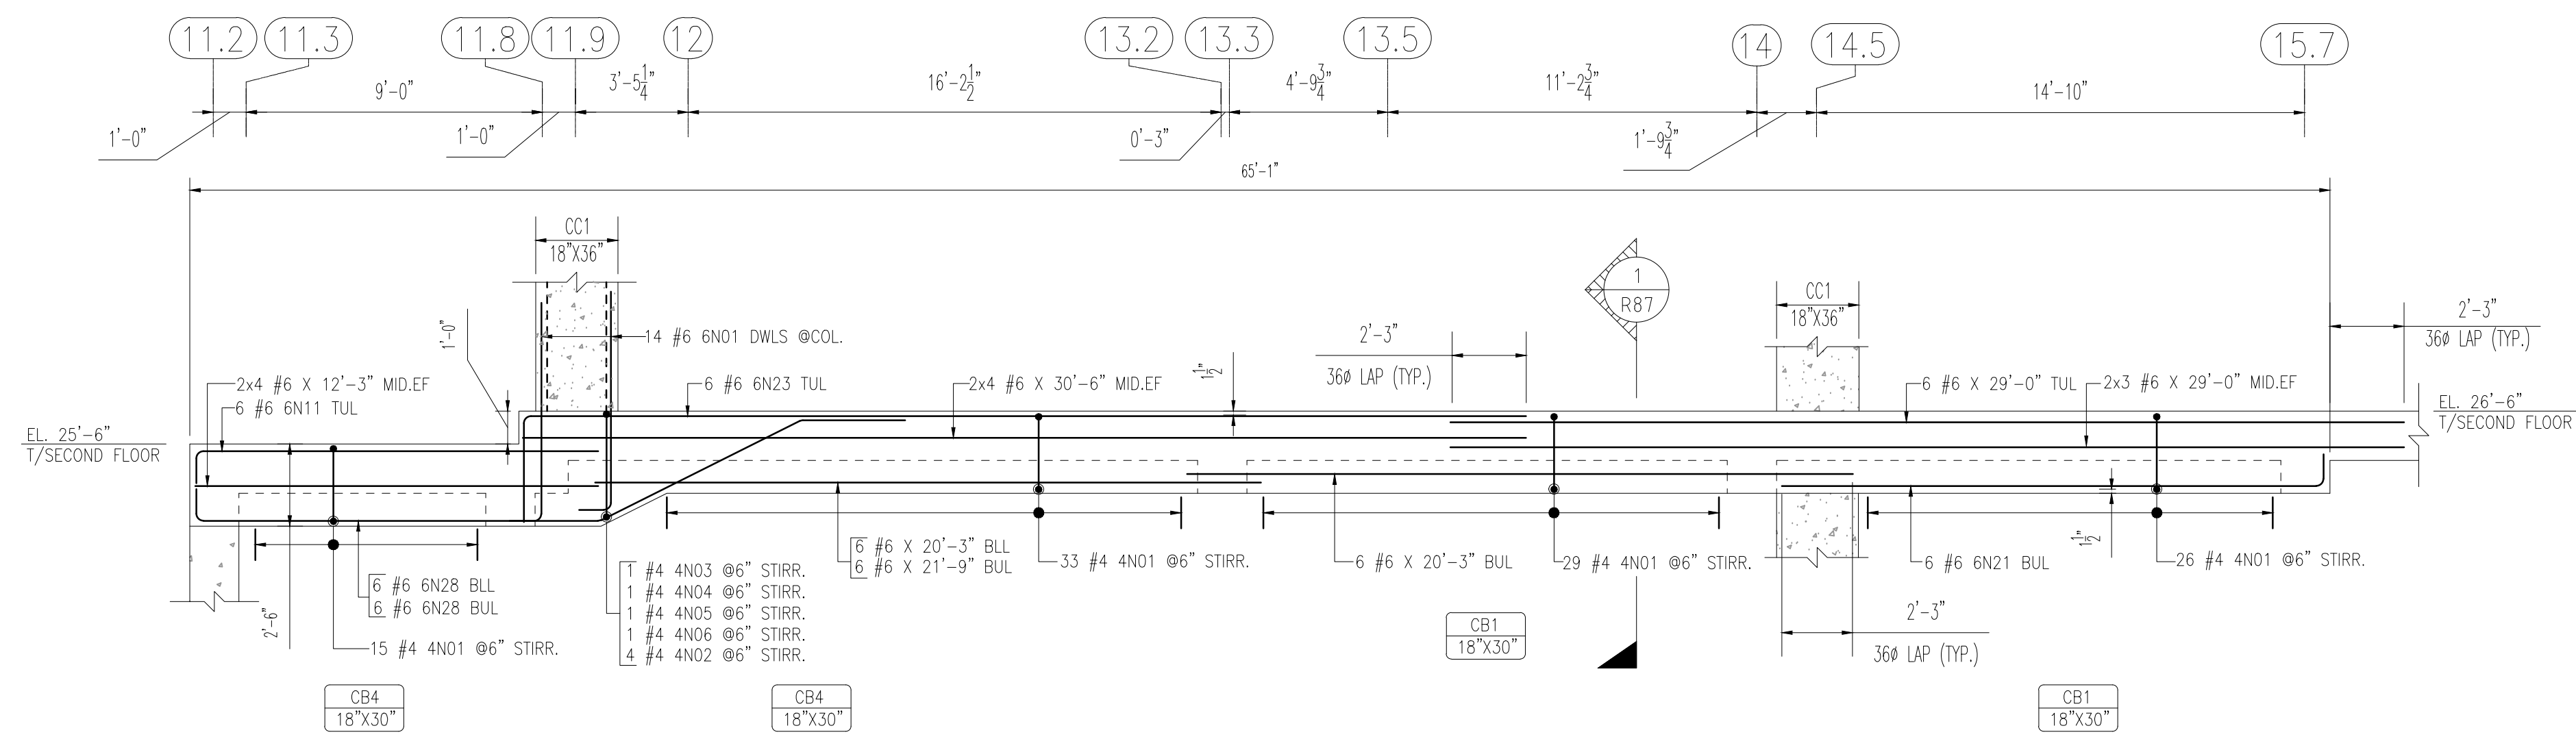 11.2
11.3
11.8
11.9
12
13.2
13.3
13.5
14
14.5
15.7
1'-0"
9'-0"
1'-0"
3'-5 1/4"
16'-2 1/2"
0'-3"
4'-9 3/4"
11'-2 3/4"
1'-9 3/4"
14'-10"
65'-1"
CC1
18"X36"
1
R87
CC1
18"X36"
1'-0"
14 #6 6N01 DWLS @COL.
2'-3"
36ø LAP (TYP.)
1 1/2"
2'-3"
36ø LAP (TYP.)
2x4 #6 X 12'-3" MID.EF
6 #6 6N11 TUL
6 #6 6N23 TUL
2x4 #6 X 30'-6" MID.EF
6 #6 X 29'-0" TUL
2x3 #6 X 29'-0" MID.EF
EL. 25'-6"
T/SECOND FLOOR
EL. 26'-6"
T/SECOND FLOOR
6 #6 6N28 BLL
6 #6 6N28 BUL
2'-6"
15 #4 4N01 @6" STIRR.
1 #4 4N03 @6" STIRR.
1 #4 4N04 @6" STIRR.
1 #4 4N05 @6" STIRR.
1 #4 4N06 @6" STIRR.
4 #4 4N02 @6" STIRR.
6 #6 X 20'-3" BLL
6 #6 X 21'-9" BUL
33 #4 4N01 @6" STIRR.
6 #6 X 20'-3" BUL
29 #4 4N01 @6" STIRR.
6 #6 6N21 BUL
1 1/2"
26 #4 4N01 @6" STIRR.
2'-3"
36ø LAP (TYP.)
CB1
18"X30"
CB4
18"X30"
CB4
18"X30"
CB1
18"X30"